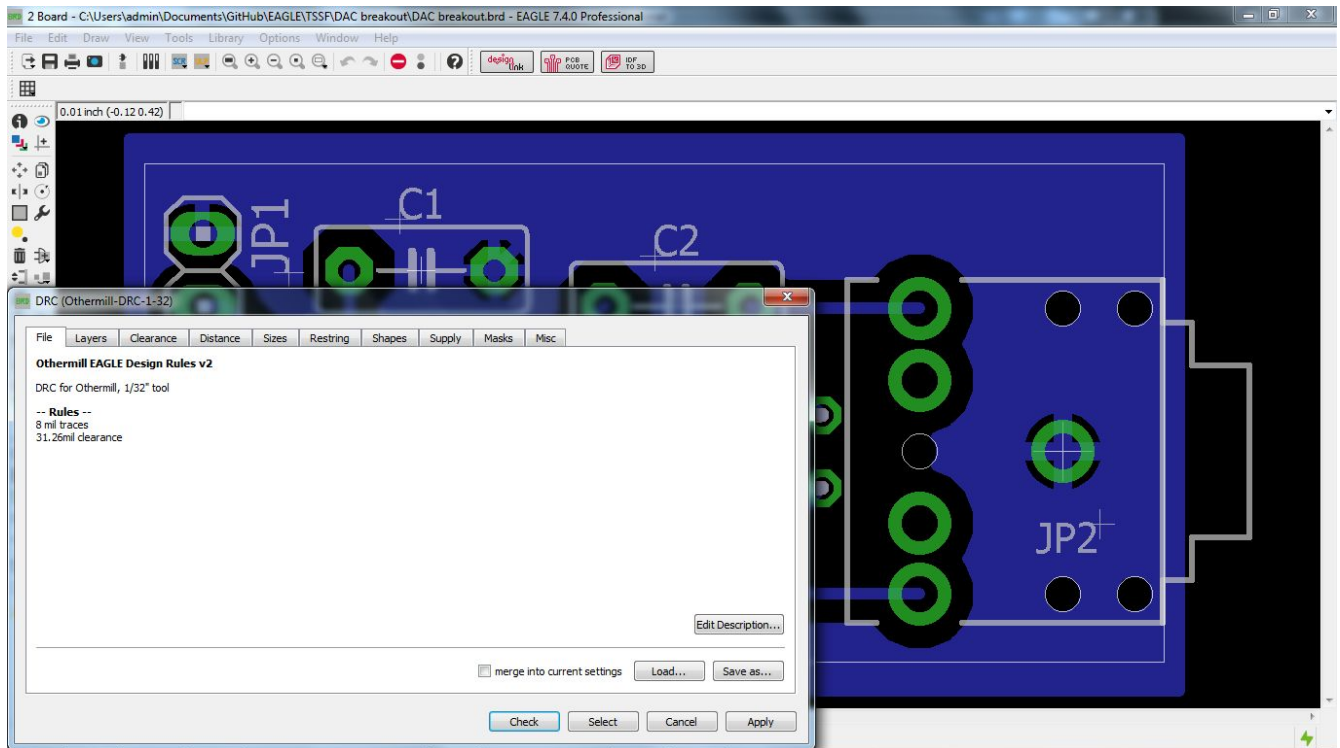 2 Board - C:\Users\admin\Documents\GitHub\EAGLE\TSSF\DAC breakout\DAC breakout.brd - EAGLE 7.4.0 Professional
File Edit Draw View Tools Library Options Window Help
SCR ULP design link PCB QUOTE IDF TO 3D
0.01 inch (-0.12 0.42)
C1
JP1
C2
DRC (Othermill-DRC-1-32)
File Layers Clearance Distance Sizes Restring Shapes Supply Masks Misc
Othermill EAGLE Design Rules v2
DRC for Othermill, 1/32" tool
-- Rules --
8 mil traces
31.26mil clearance
JP2
Edit Description...
merge into current settings Load... Save as...
Check Select Cancel Apply